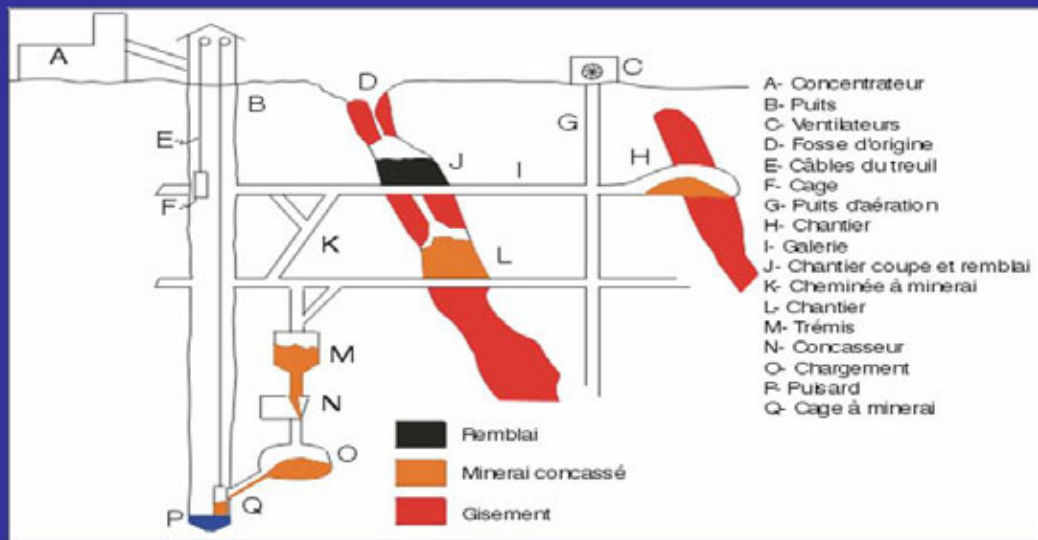 A
B
C
D
E
F
G
H
I
J
K
L
M
N
O
P
Q
A- Concentrateur
B- Puits
C- Ventilateurs
D- Fosse d'origine
E- Câbles du treuil
F- Cage
G- Puits d'aération
H- Chantier
I- Galerie
J- Chantier coupe et remblai
K- Cheminée à minerai
L- Chantier
M- Trémis
N- Concasseur
O- Chargement
P- Puisard
Q- Cage à minerai
Remblai
Minerai concassé
Gisement